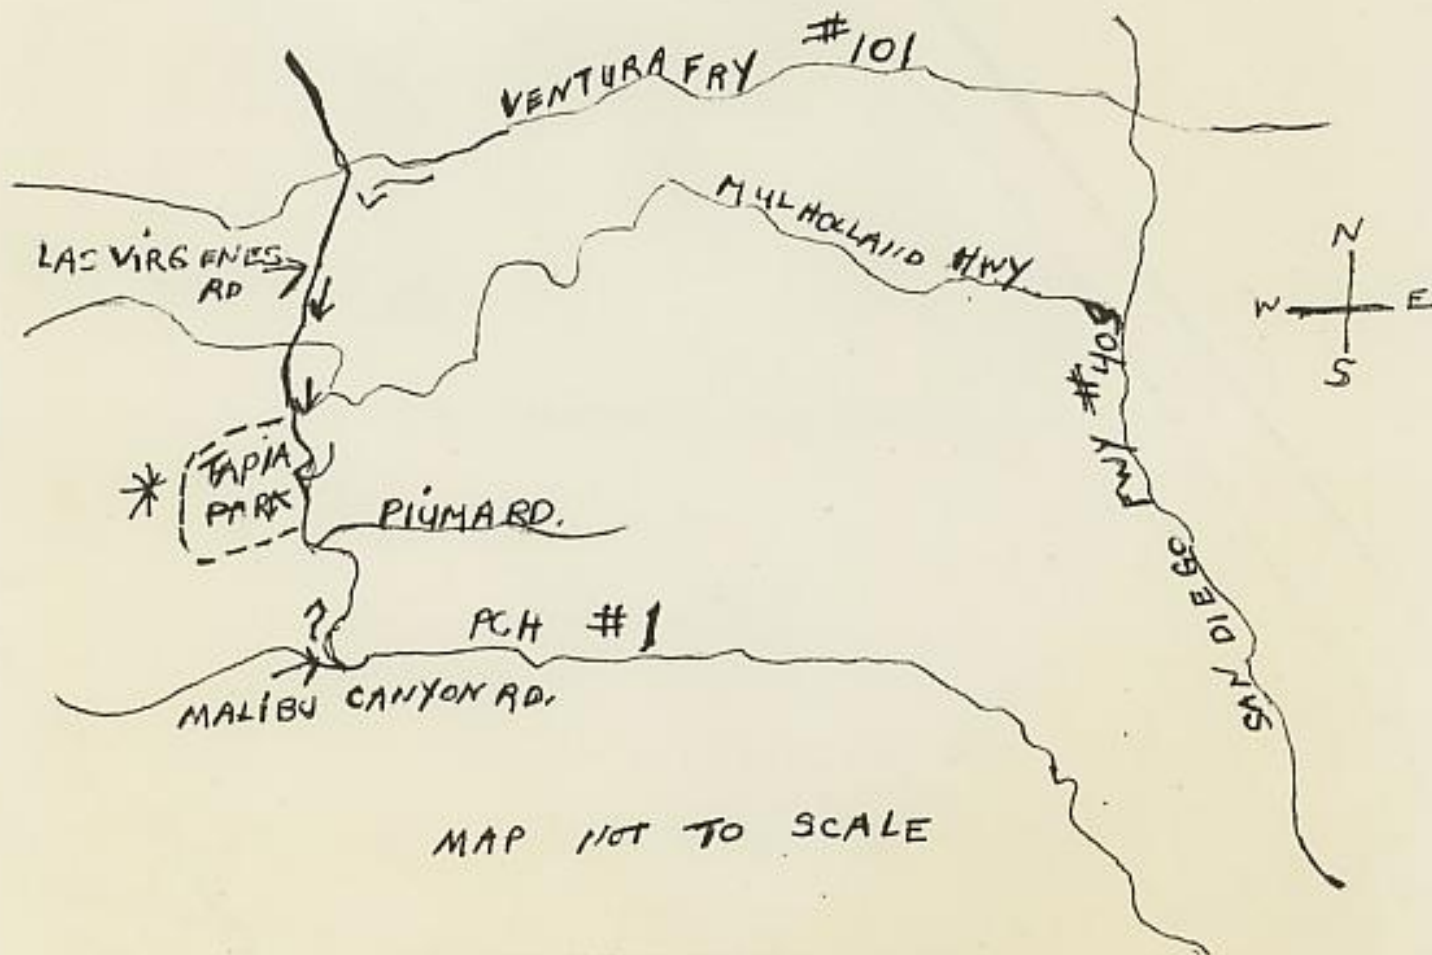 #101
VENTURA FRY
MULHOLLAND HWY
N
W E
S
LAS VIRGENES
RD
SAN DIEGO FWY #405
TAPIA
PARK
PIUMA RD.
?
PCH #1
MALIBU CANYON RD.
MAP NOT TO SCALE